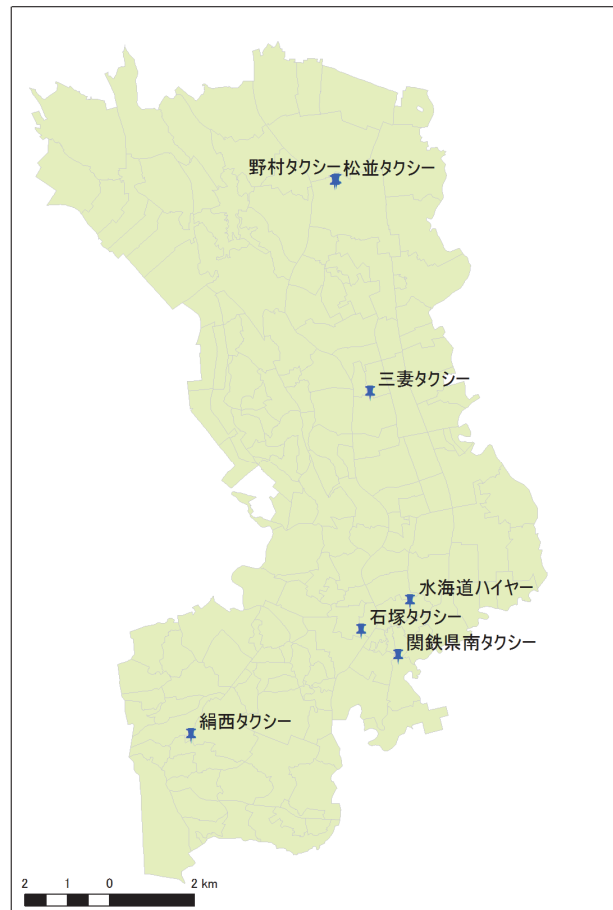 野村タクシー 松並タクシー
三妻タクシー
水海道ハイヤー
石塚タクシー
関鉄県南タクシー
絹西タクシー
2 1 0 2 km